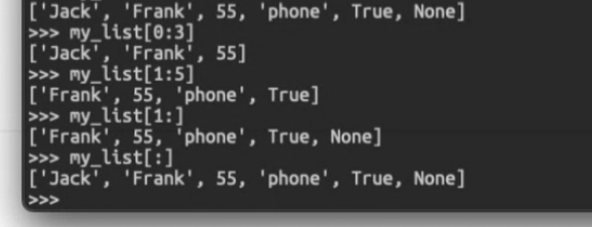 ['Jack', 'Frank', 55, 'phone', True, None]
>>> my_list[0:3]
['Jack', 'Frank', 55]
>>> my_list[1:5]
['Frank', 55, 'phone', True]
>>> my_list[1:]
['Frank', 55, 'phone', True, None]
>>> my_list[:]
['Jack', 'Frank', 55, 'phone', True, None]
>>>